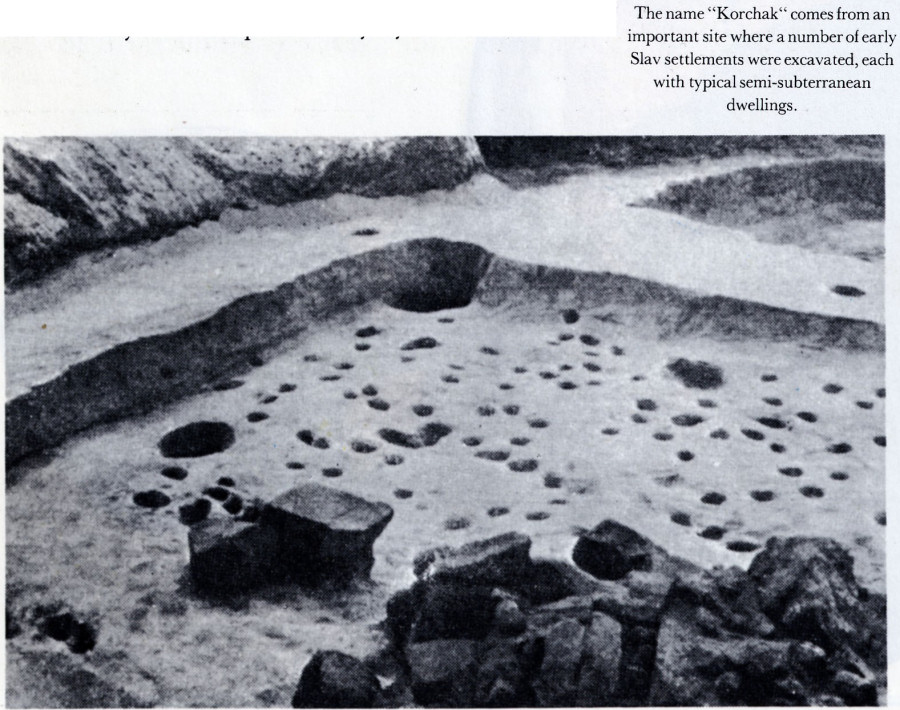 The name “Korchak“ comes from an
important site where a number of early
Slav settlements were excavated, each
with typical semi-subterranean
dwellings.